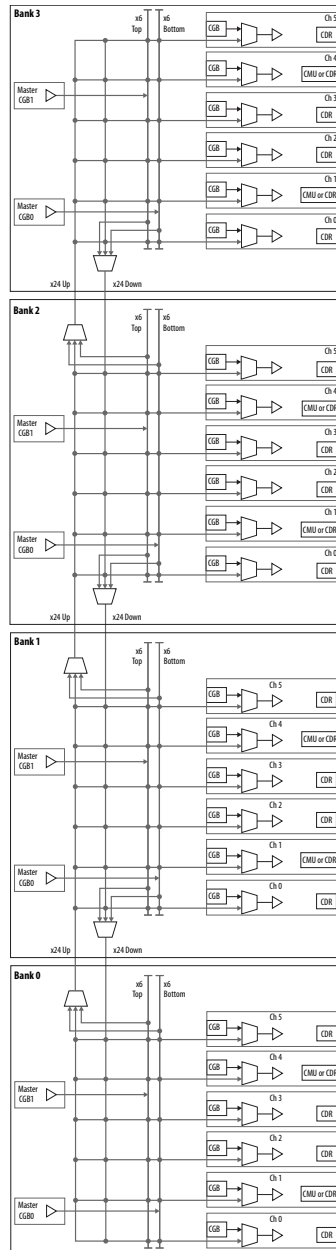 Bank 3
x6
Top
x6
Bottom
CGB
Ch 5
CDR
CGB
Ch 4
CMU or CDR
Master
CGB1
CGB
Ch 3
CDR
CGB
Ch 2
CDR
CGB
Ch 1
CMU or CDR
Master
CGB0
CGB
Ch 0
CDR
x24 Up
x24 Down
Bank 2
x6
Top
x6
Bottom
CGB
Ch 5
CDR
CGB
Ch 4
CMU or CDR
Master
CGB1
CGB
Ch 3
CDR
CGB
Ch 2
CDR
CGB
Ch 1
CMU or CDR
Master
CGB0
CGB
Ch 0
CDR
x24 Up
x24 Down
Bank 1
x6
Top
x6
Bottom
CGB
Ch 5
CDR
CGB
Ch 4
CMU or CDR
Master
CGB1
CGB
Ch 3
CDR
CGB
Ch 2
CDR
CGB
Ch 1
CMU or CDR
Master
CGB0
CGB
Ch 0
CDR
x24 Up
x24 Down
Bank 0
x6
Top
x6
Bottom
CGB
Ch 5
CDR
CGB
Ch 4
CMU or CDR
Master
CGB1
CGB
Ch 3
CDR
CGB
Ch 2
CDR
CGB
Ch 1
CMU or CDR
Master
CGB0
CGB
Ch 0
CDR